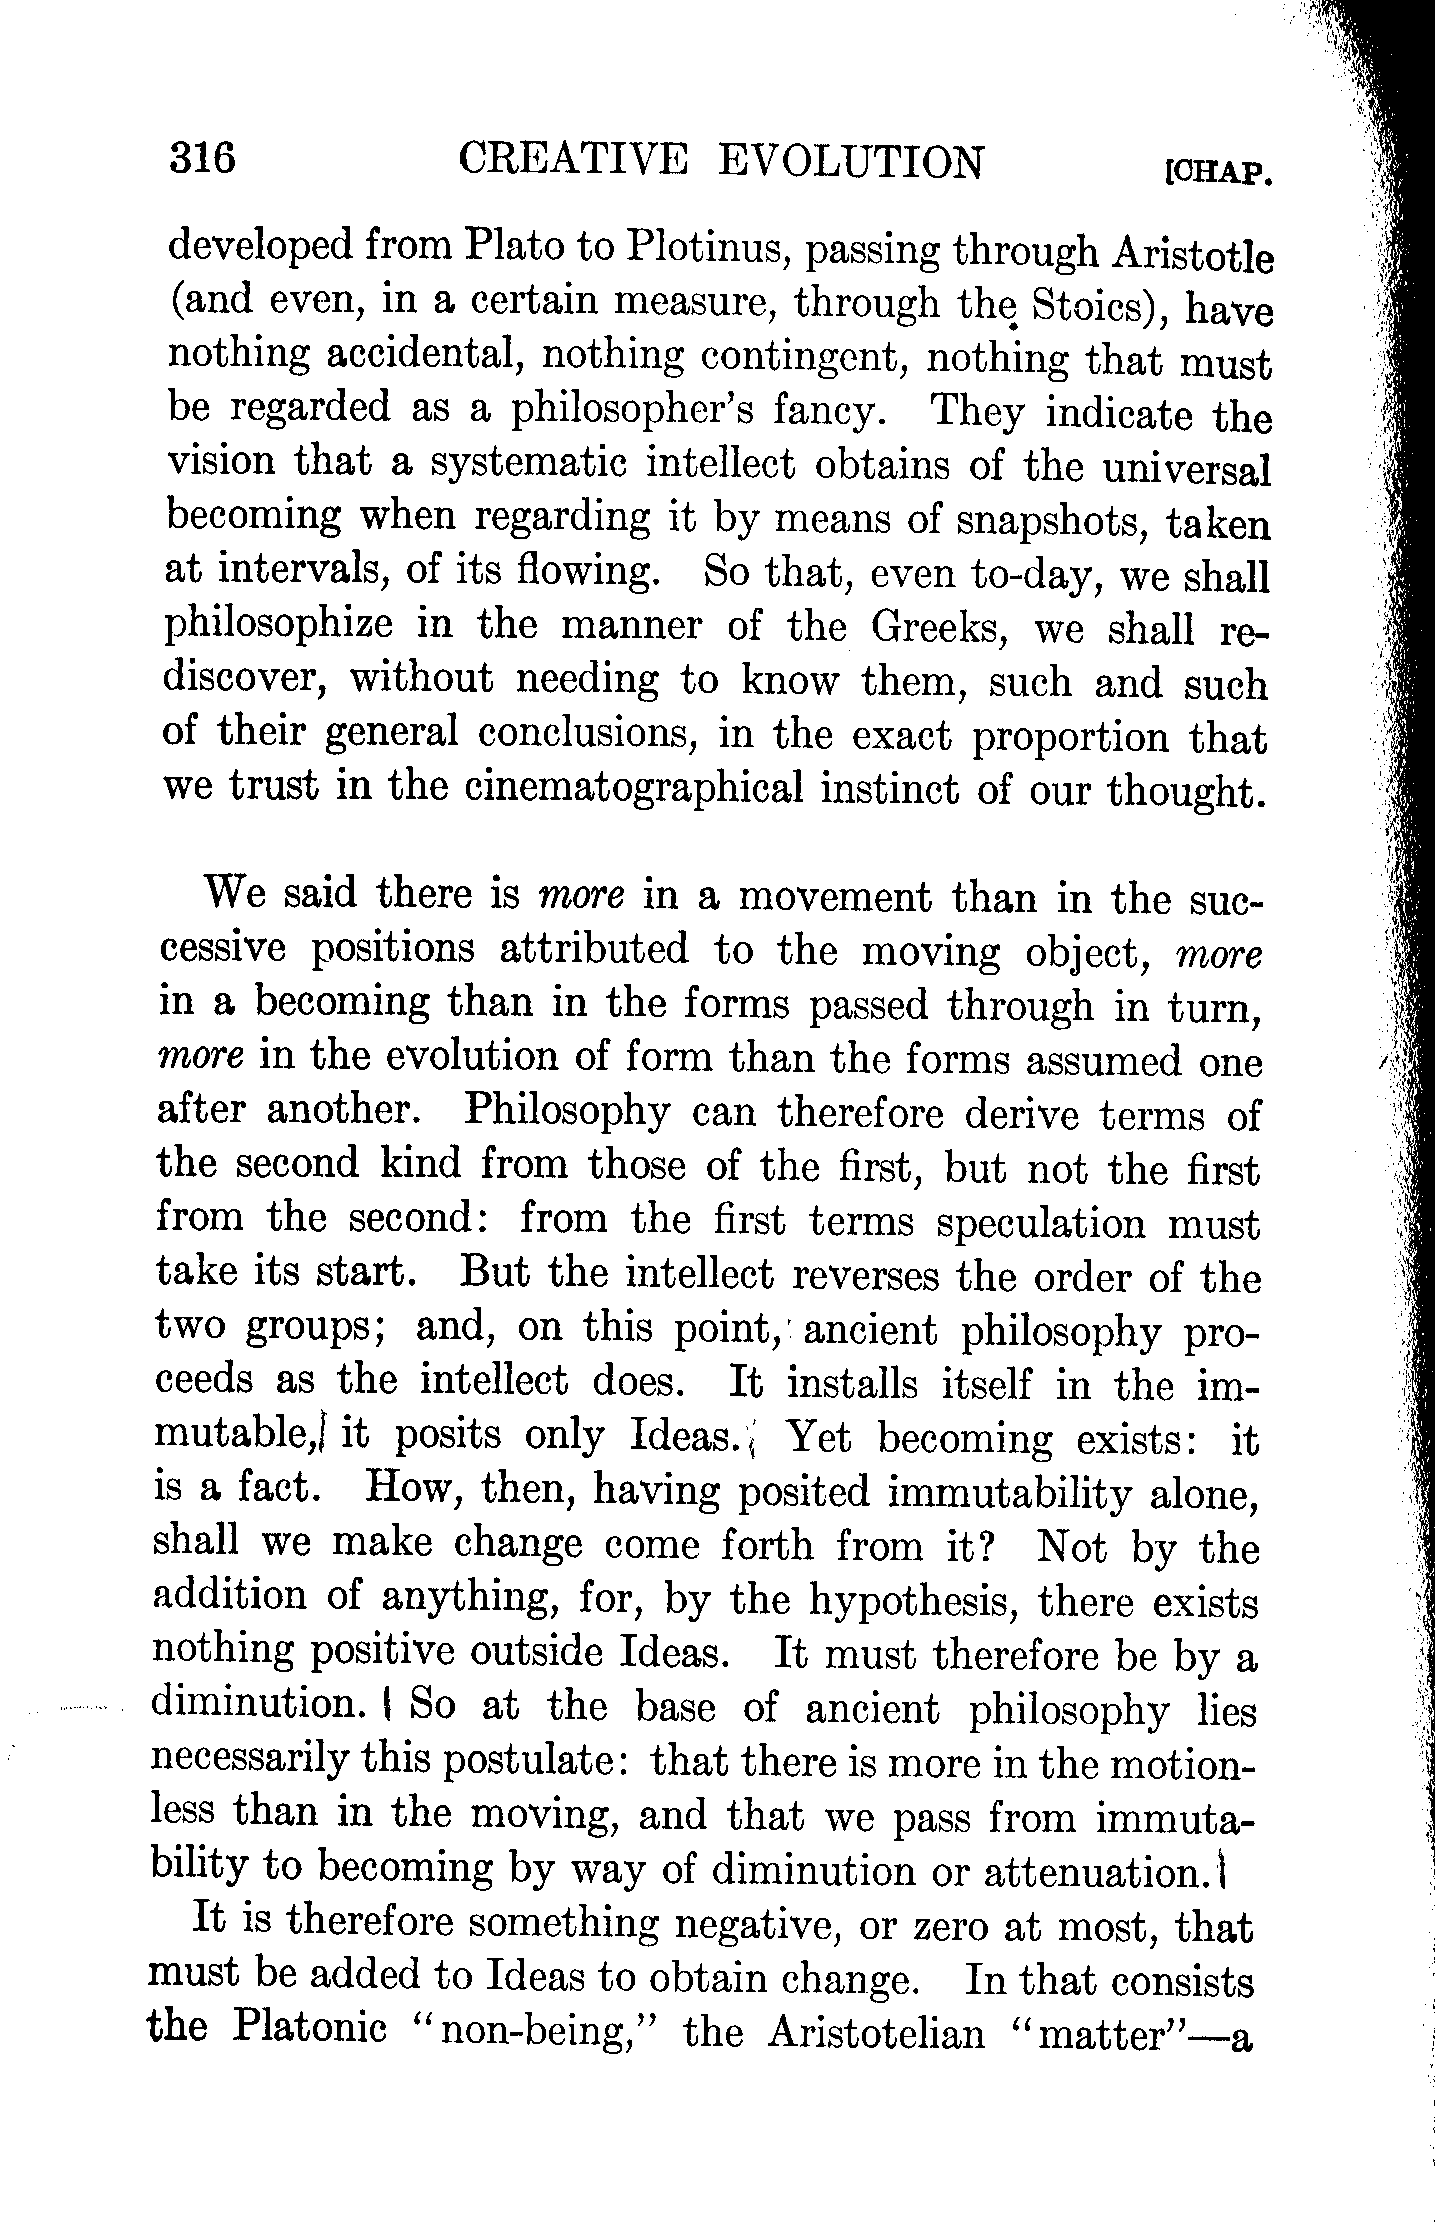 316 CREATIVE EVOLUTION [CHAP.
developed from Plato to Plotinus, passing through Aristotle
(and even, in a certain measure, through the Stoics), have
nothing accidental, nothing contingent, nothing that must
be regarded as a philosopher's fancy. They indicate the
vision that a systematic intellect obtains of the universal
becoming when regarding it by means of snapshots, taken
at intervals, of its flowing. So that, even to-day, we shall
philosophize in the manner of the Greeks, we shall re-
discover, without needing to know them, such and such
of their general conclusions, in the exact proportion that
we trust in the cinematographical instinct of our thought.
We said there is more in a movement than in the suc-
cessive positions attributed to the moving object, more
in a becoming than in the forms passed through in turn,
more in the evolution of form than the forms assumed one
after another. Philosophy can therefore derive terms of
the second kind from those of the first, but not the first
from the second: from the first terms speculation must
take its start. But the intellect reverses the order of the
two groups; and, on this point, ancient philosophy pro-
ceeds as the intellect does. It installs itself in the im-
mutable, it posits only Ideas. Yet becoming exists: it
is a fact. How, then, having posited immutability alone,
shall we make change come forth from it? Not by the
addition of anything, for, by the hypothesis, there exists
nothing positive outside Ideas. It must therefore be by a
diminution. So at the base of ancient philosophy lies
necessarily this postulate: that there is more in the motion-
less than in the moving, and that we pass from immuta-
bility to becoming by way of diminution or attenuation.
It is therefore something negative, or zero at most, that
must be added to Ideas to obtain change. In that consists
the Platonic "non-being," the Aristotelian "matter"—a